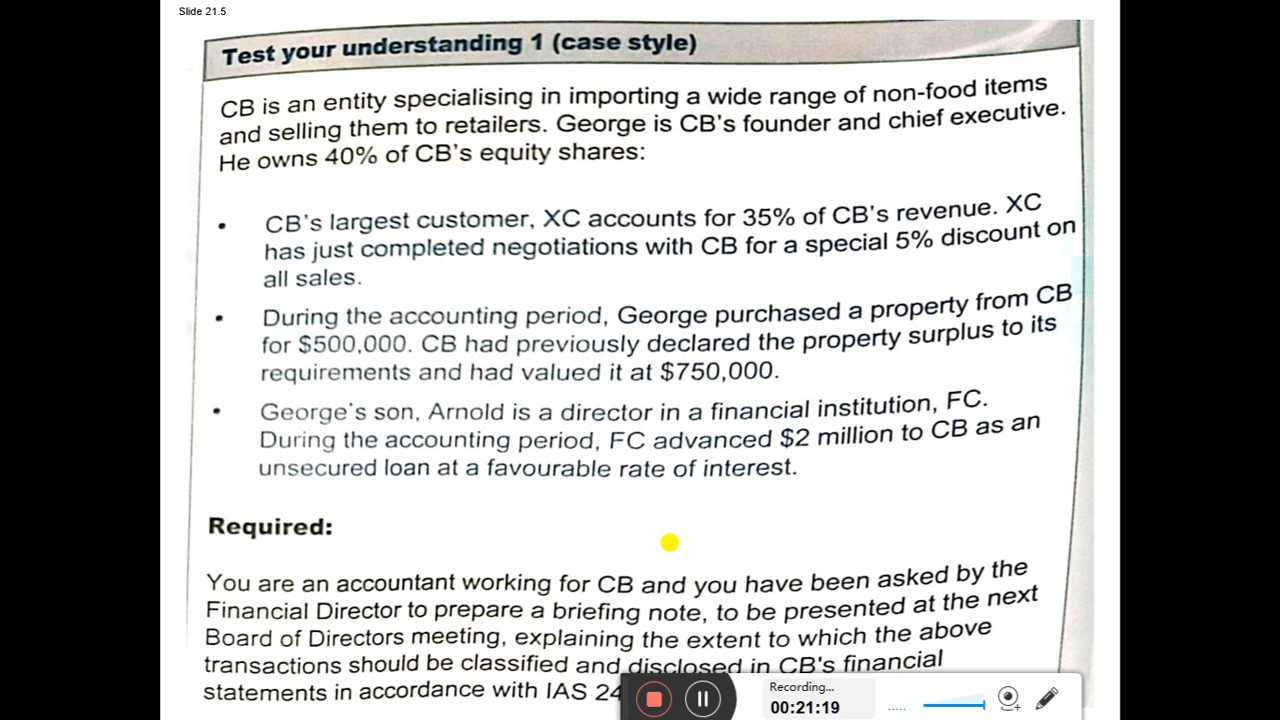 Slide 21.5
Test your understanding 1 (case style)
CB is an entity specialising in importing a wide range of non-food items
and selling them to retailers. George is CB's founder and chief executive.
He owns 40% of CB's equity shares:
• CB's largest customer, XC accounts for 35% of CB's revenue. XC
has just completed negotiations with CB for a special 5% discount on
all sales.
• During the accounting period, George purchased a property from CB
for $500,000. CB had previously declared the property surplus to its
requirements and had valued it at $750,000.
• George's son, Arnold is a director in a financial institution, FC.
During the accounting period, FC advanced $2 million to CB as an
unsecured loan at a favourable rate of interest.
Required:
You are an accountant working for CB and you have been asked by the
Financial Director to prepare a briefing note, to be presented at the next
Board of Directors meeting, explaining the extent to which the above
transactions should be classified and disclosed in CB's financial
statements in accordance with IAS 24
Recording...
00:21:19